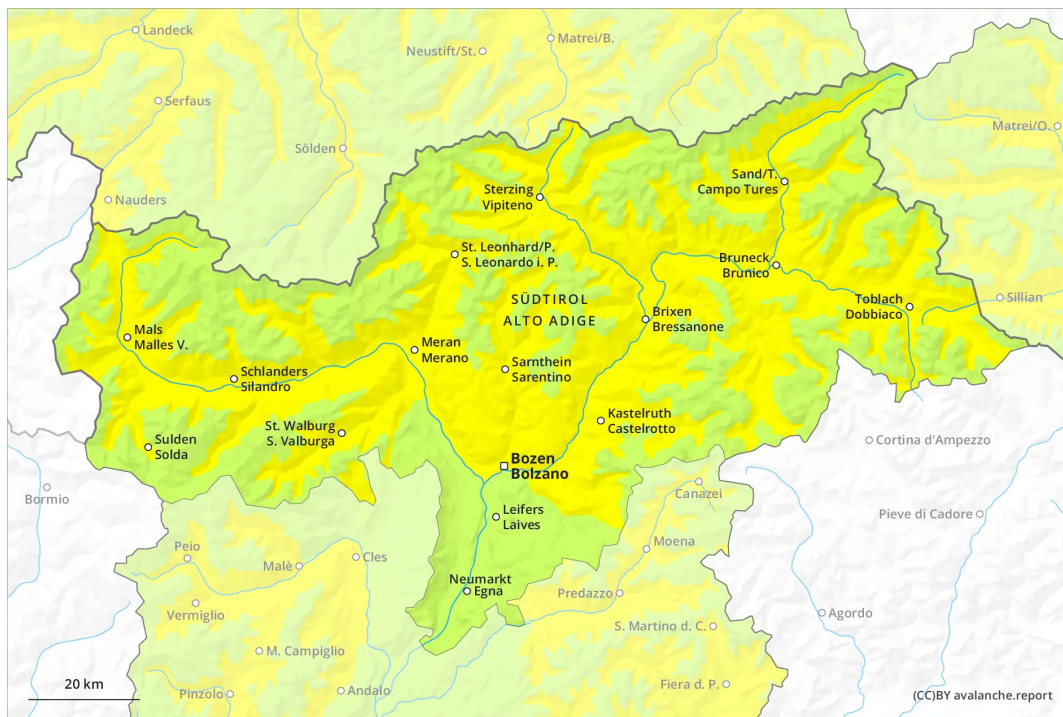 Landeck
Neustift/St.
Matrei/B.
Serfaus
Sölden
Matrei/O.
Nauders
Sterzing
Vipiteno
Sand/T.
Campo Tures
St. Leonhard/P.
S. Leonardo i. P.
Bruneck
Brunico
SÜDTIROL
ALTO ADIGE
Toblach
Dobbiaco
Sillian
Brixen
Bressanone
Mals
Malles V.
Meran
Merano
Sarnthein
Sarentino
Schlanders
Silandro
Kastelruth
Castelrotto
St. Walburg
S. Valburga
Sulden
Solda
Cortina d'Ampezzo
Bozen
Bolzano
Bormio
Canazei
Leifers
Laives
Pieve di Cadore
Moena
Peio
Malè
Cles
Neumarkt
Egna
Predazzo
Vermiglio
Agordo
S. Martino d. C.
M. Campiglio
20 km
Pinzolo
Andalo
Fiera d. P.
(CC)BY avalanche.report